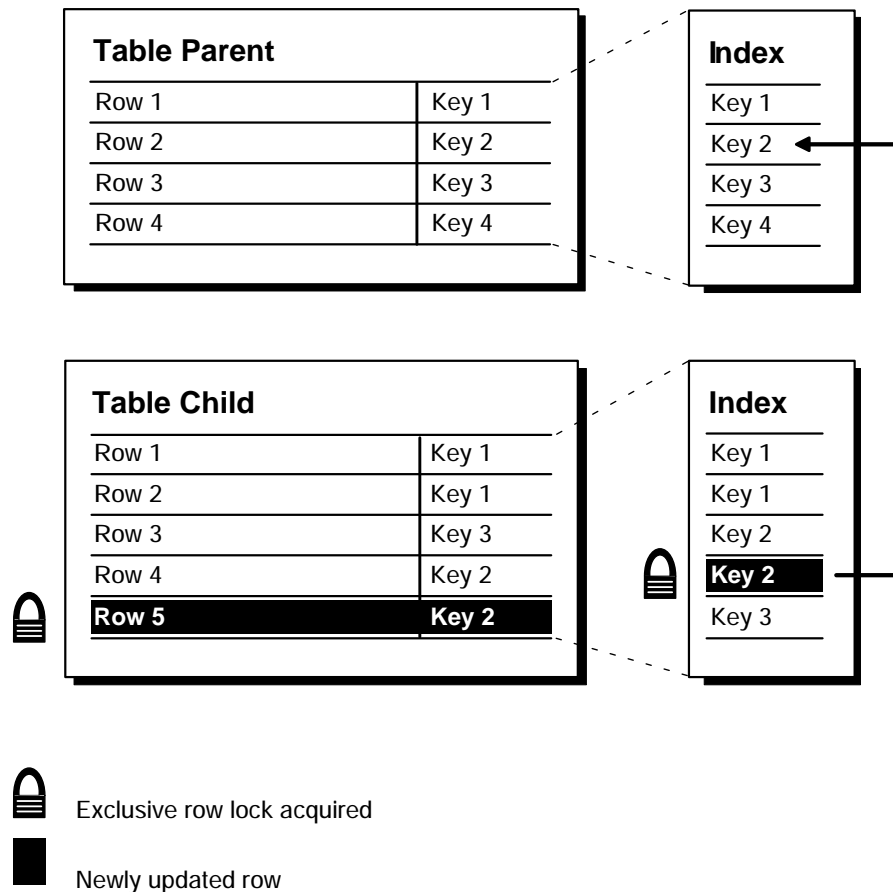 Table Parent
Row 1 Key 1
Row 2 Key 2
Row 3 Key 3
Row 4 Key 4
Index
Key 1
Key 2
Key 3
Key 4
Table Child
Row 1 Key 1
Row 2 Key 1
Row 3 Key 3
Row 4 Key 2
Row 5 Key 2
Index
Key 1
Key 1
Key 2
Key 2
Key 3
Exclusive row lock acquired
Newly updated row